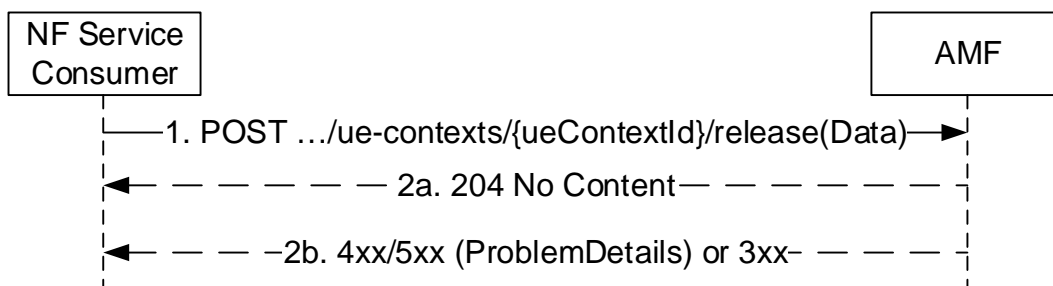 NF Service
Consumer
AMF
1. POST …/ue-contexts/{ueContextId}/release(Data)
2a. 204 No Content
2b. 4xx/5xx (ProblemDetails) or 3xx